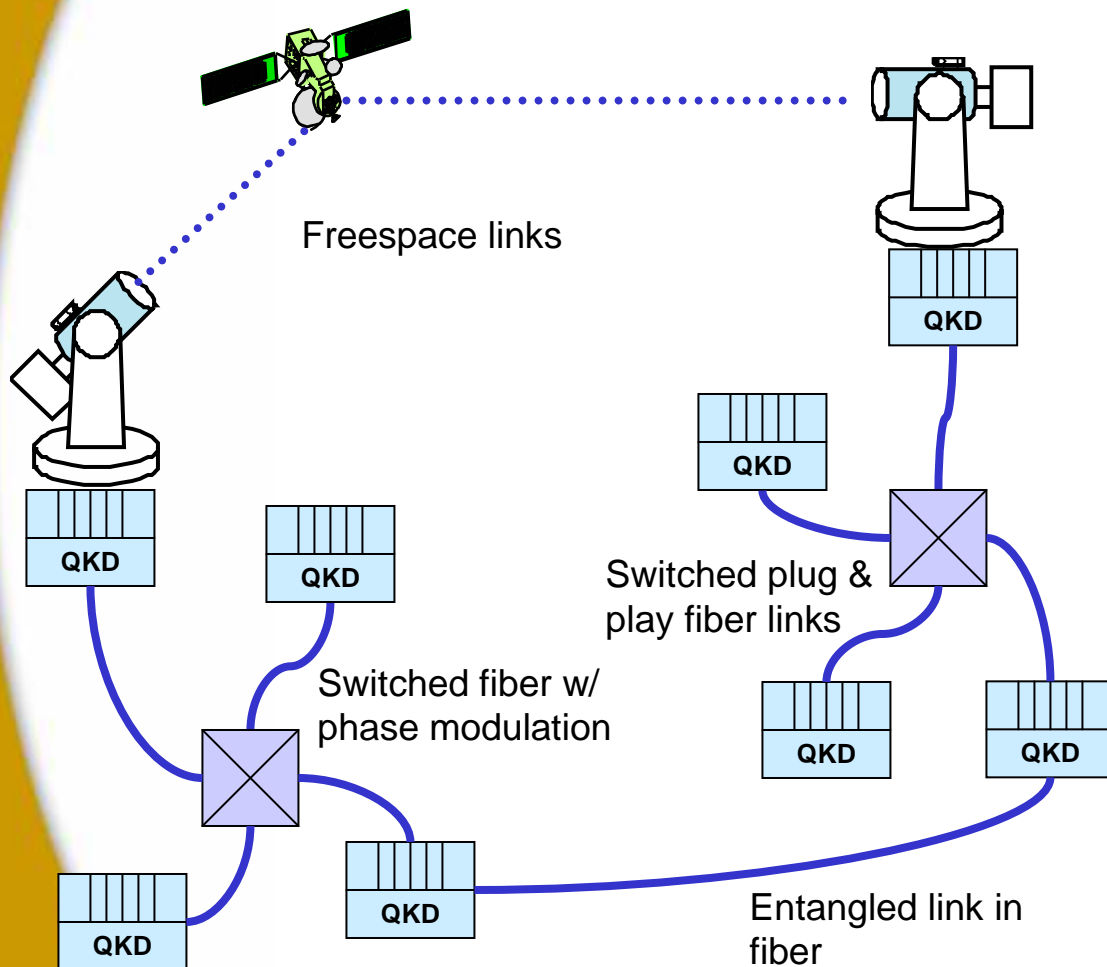 Freespace links
QKD
QKD
QKD
QKD
Switched plug &
play fiber links
Switched fiber w/
phase modulation
QKD
QKD
QKD
QKD
Entangled link in
fiber